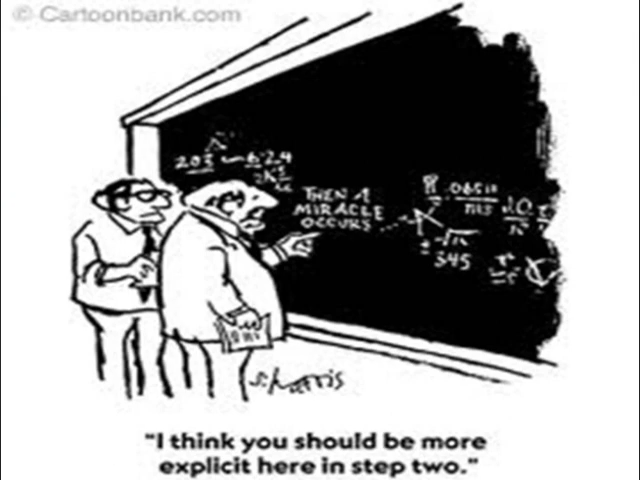 © Cartoonbank.com
THEN A
MIRACLE
OCCURS
345
S. Harris
"I think you should be more
explicit here in step two."